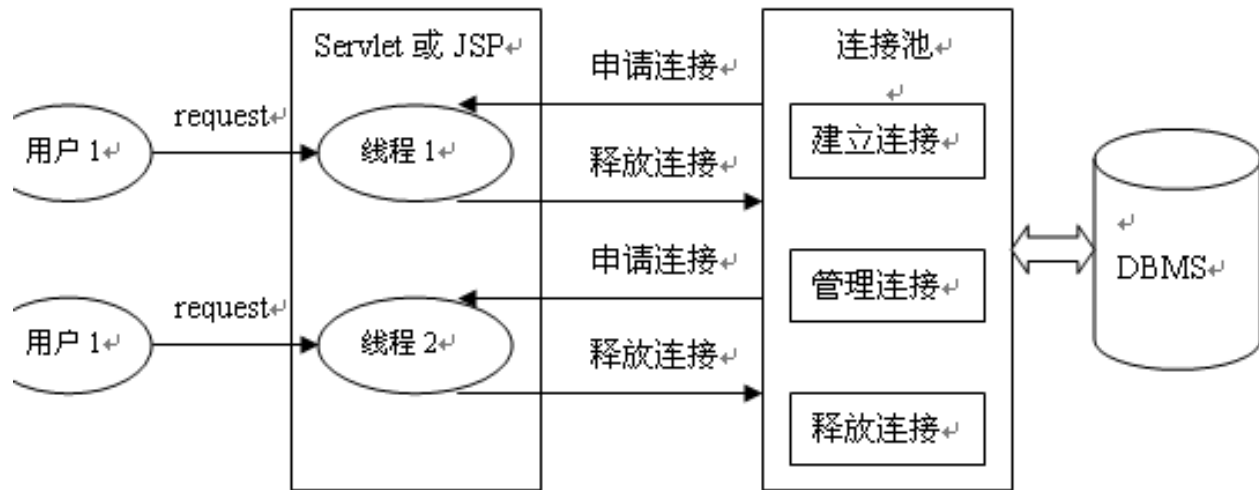 Servlet 或 JSP↵
连接池↵
↵
申请连接↵
request↵
用户 1↵
线程 1↵
建立连接↵
释放连接↵
↵
DBMS↵
申请连接↵
管理连接↵
request↵
用户 1↵
线程 2↵
释放连接↵
释放连接↵